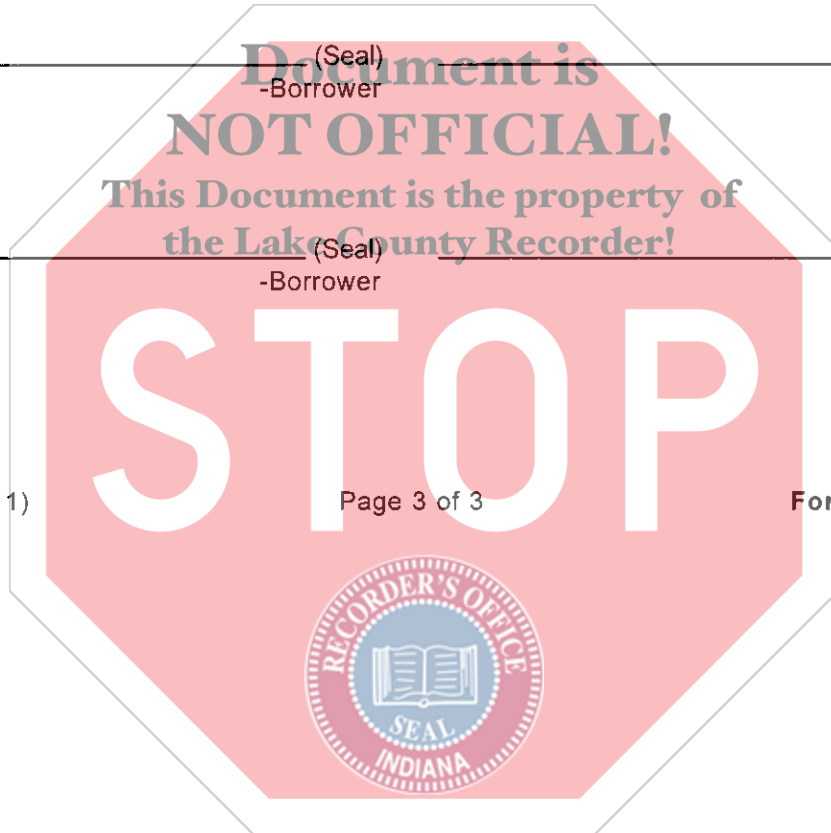 (Seal)
-Borrower
Document is
NOT OFFICIAL!
This Document is the property of
the Lake County Recorder!
(Seal)
-Borrower
STOP
1) Page 3 of 3 For
RECORDER'S OFFICE
SEAL
INDIANA